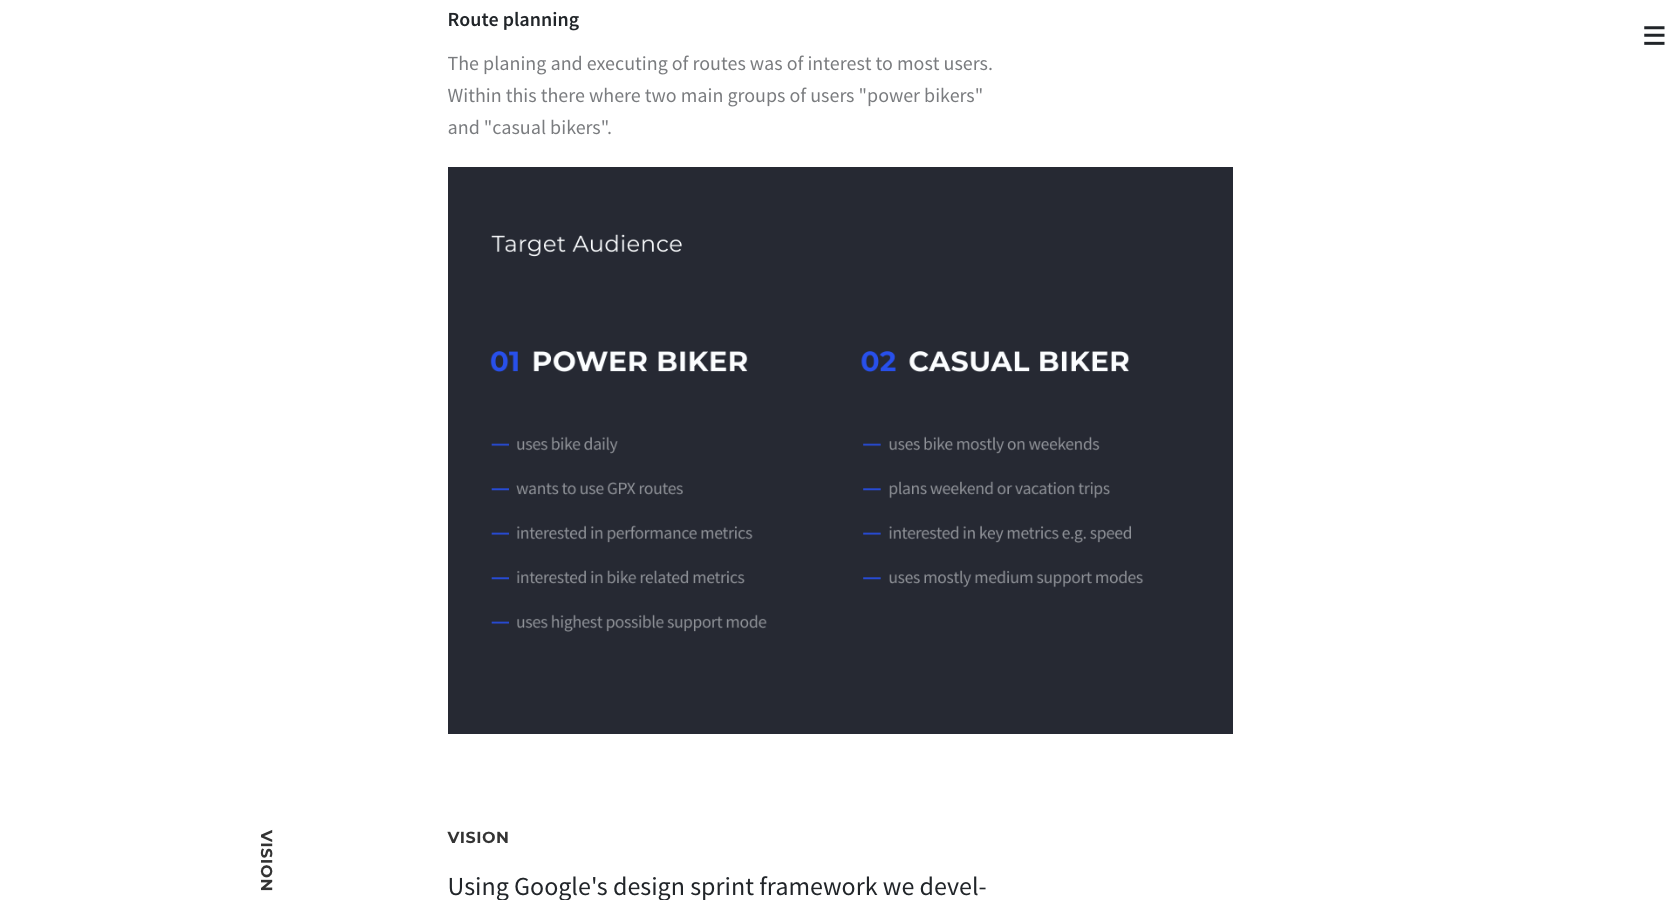 Route planning
The planing and executing of routes was of interest to most users.
Within this there where two main groups of users "power bikers"
and "casual bikers".
Target Audience
01 POWER BIKER
uses bike daily
wants to use GPX routes
interested in performance metrics
interested in bike related metrics
uses highest possible support mode
02 CASUAL BIKER
uses bike mostly on weekends
plans weekend or vacation trips
interested in key metrics e.g. speed
uses mostly medium support modes
VISION
VISION
Using Google's design sprint framework we devel-